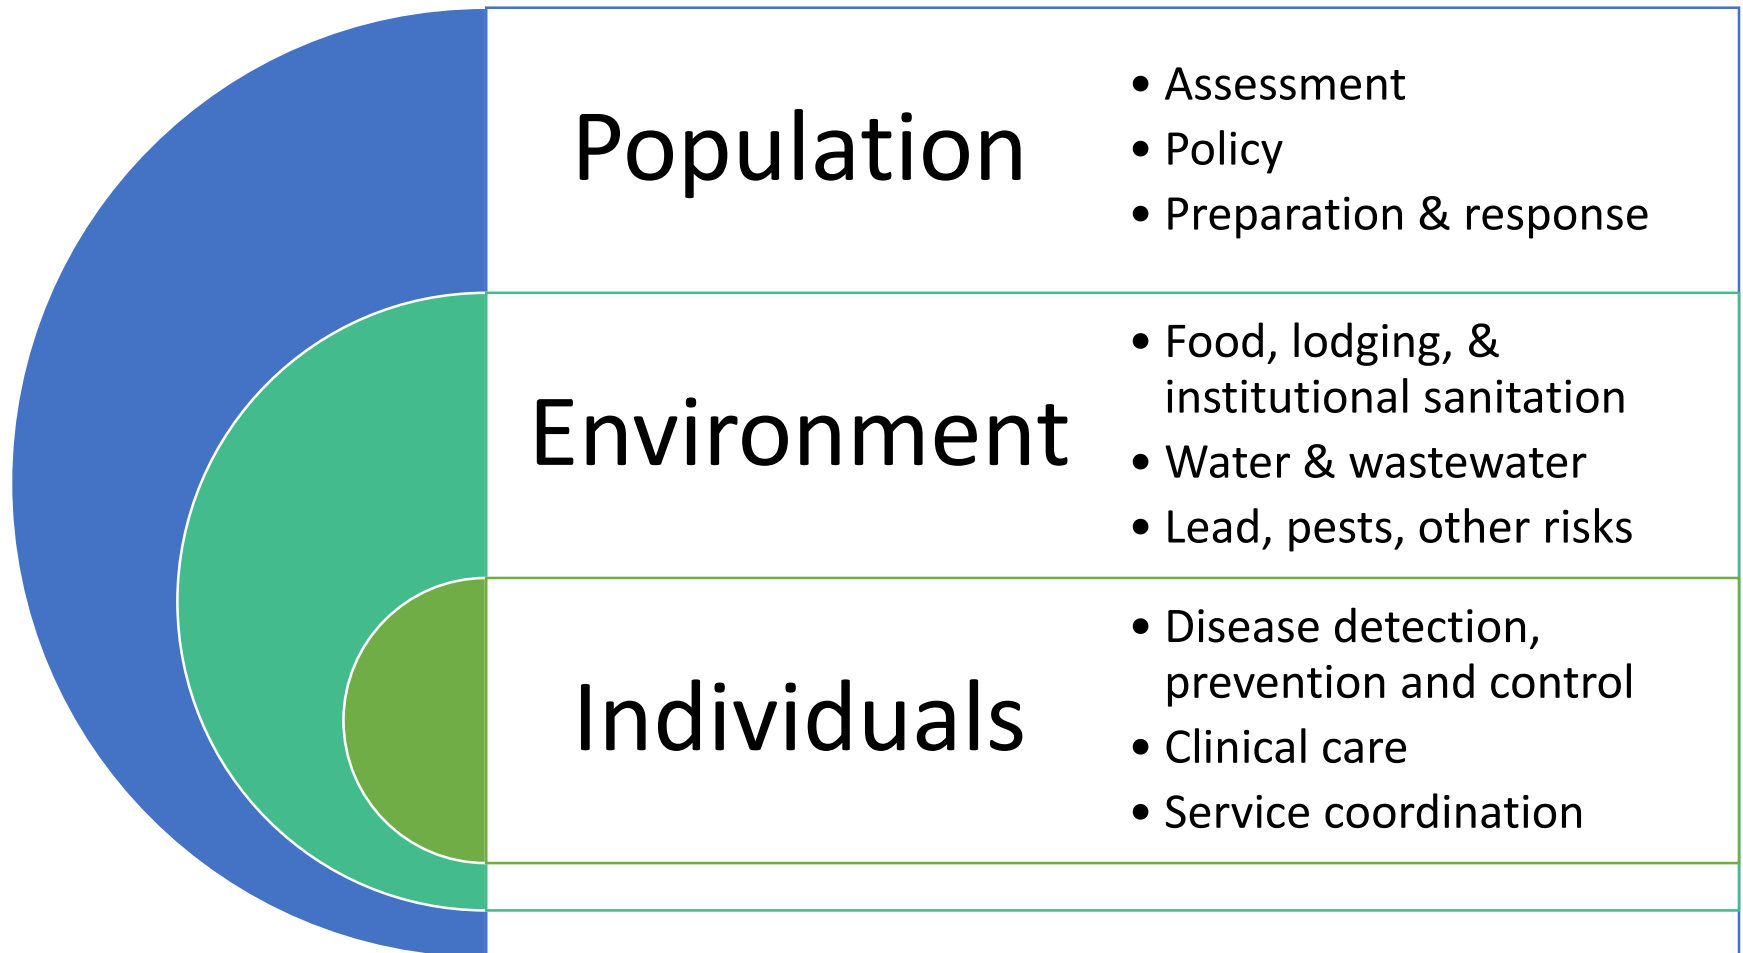 Population
• Assessment
• Policy
• Preparation & response
Environment
• Food, lodging, &
institutional sanitation
• Water & wastewater
• Lead, pests, other risks
Individuals
• Disease detection,
prevention and control
• Clinical care
• Service coordination